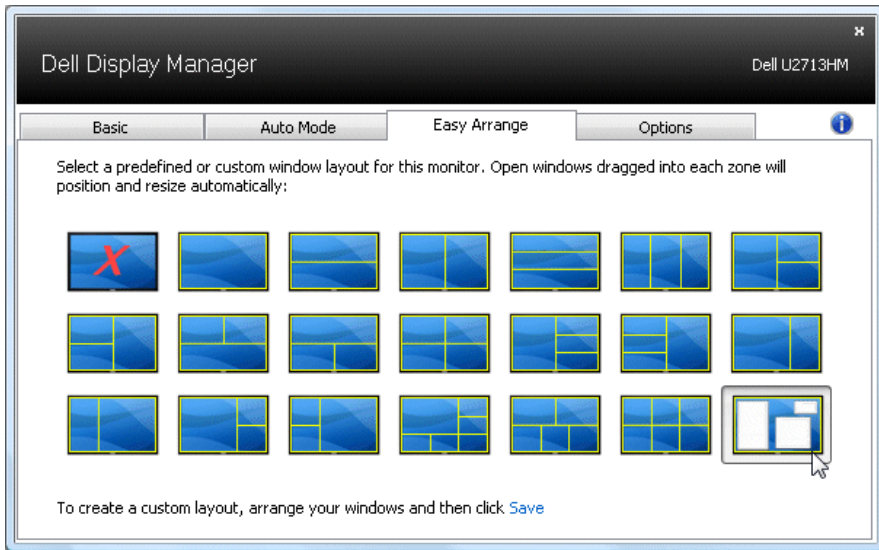 Dell Display Manager
Dell U2713HM
Basic
Auto Mode
Easy Arrange
Options
Select a predefined or custom window layout for this monitor. Open windows dragged into each zone will
position and resize automatically:
X
To create a custom layout, arrange your windows and then click Save